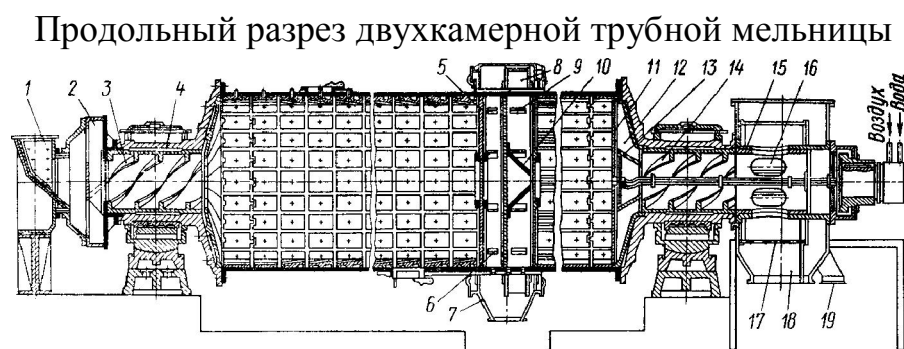 Продольный разрез двухкамерной трубной мельницы
1 2 3 4 5 8 9 10 11 12 13 14 15 16 Воздух Вода
6 7 17 18 19